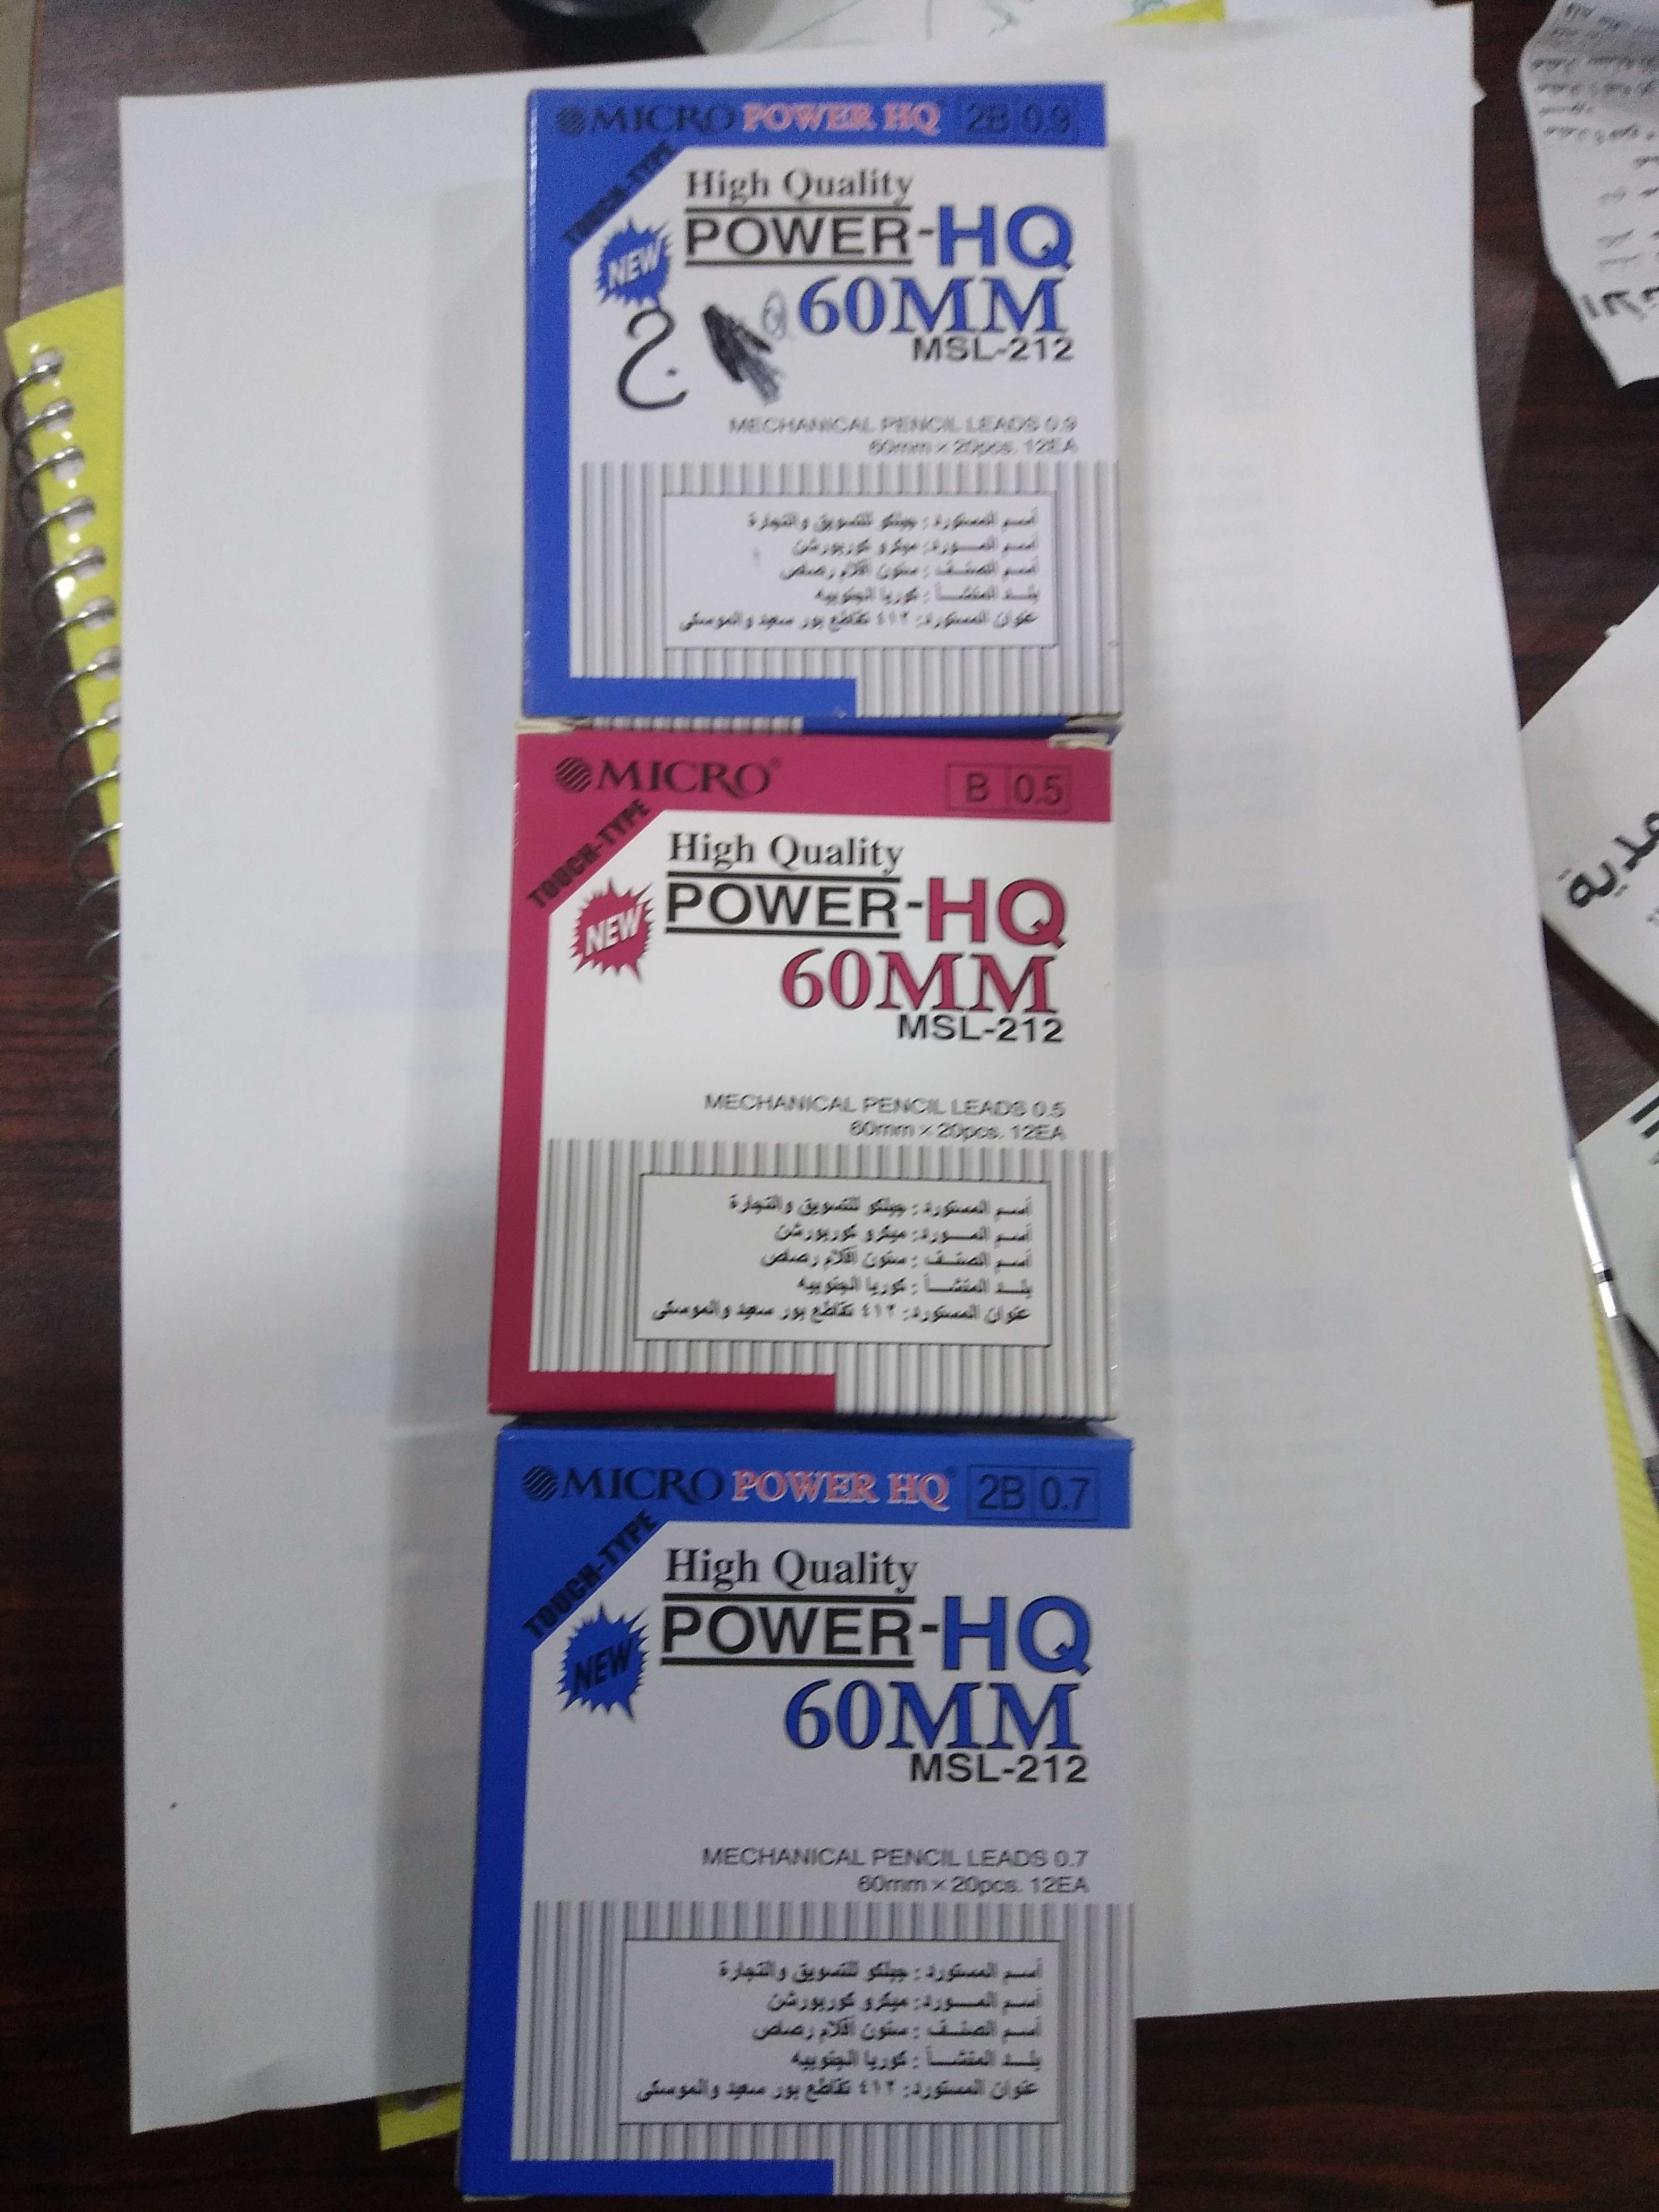 MICRO POWER HQ 2B 0.9
TOUCH-TYPE
High Quality
NEW
POWER-HQ
60MM
MSL-212
ج
MECHANICAL PENCIL LEADS 0.9
60mm × 20pcs. 12EA
أسم المستورد : جيلكو للتسويق والتجارة
أسم المورد: ميكرو كوربورشن
أسم الصنف : سنون أقلام رصاص
بلد المنشأ : كوريا الجنوبيه
عنوان المستورد: ٤١٢ تقاطع بور سعيد والموسكى
MICRO® B 0.5
TOUCH-TYPE
High Quality
NEW
POWER-HQ
60MM
MSL-212
MECHANICAL PENCIL LEADS 0.5
60mm × 20pcs. 12EA
أسم المستورد : جيلكو للتسويق والتجارة
أسم المورد: ميكرو كوربورشن
أسم الصنف : سنون أقلام رصاص
بلد المنشأ : كوريا الجنوبيه
عنوان المستورد: ٤١٢ تقاطع بور سعيد والموسكى
MICRO POWER HQ® 2B 0.7
TOUCH-TYPE
High Quality
NEW
POWER-HQ
60MM
MSL-212
MECHANICAL PENCIL LEADS 0.7
60mm × 20pcs. 12EA
أسم المستورد : جيلكو للتسويق والتجارة
أسم المورد: ميكرو كوربورشن
أسم الصنف : سنون أقلام رصاص
بلد المنشأ : كوريا الجنوبيه
عنوان المستورد: ٤١٢ تقاطع بور سعيد والموسكى